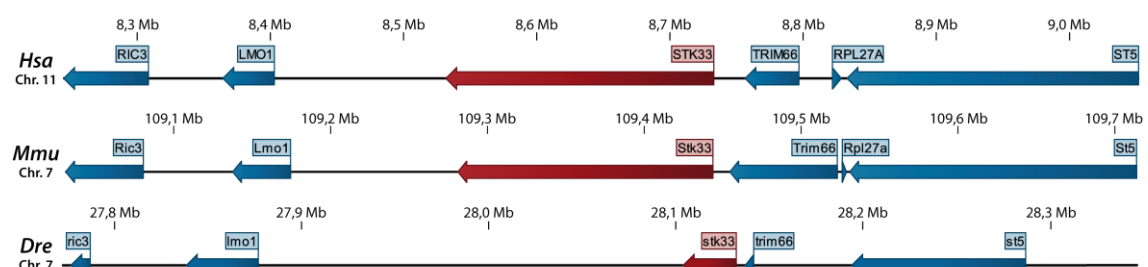 8,3 Mb 8,4 Mb 8,5 Mb 8,6 Mb 8,7 Mb 8,8 Mb 8,9 Mb 9,0 Mb
Hsa RIC3 LMO1 STK33 TRIM66 RPL27A ST5
Chr. 11
109,1 Mb 109,2 Mb 109,3 Mb 109,4 Mb 109,5 Mb 109,6 Mb 109,7 Mb
Mmu Ric3 Lmo1 Stk33 Trim66 Rpl27a St5
Chr. 7
27,8 Mb 27,9 Mb 28,0 Mb 28,1 Mb 28,2 Mb 28,3 Mb
Dre ric3 lmo1 stk33 trim66 st5
Chr. 7